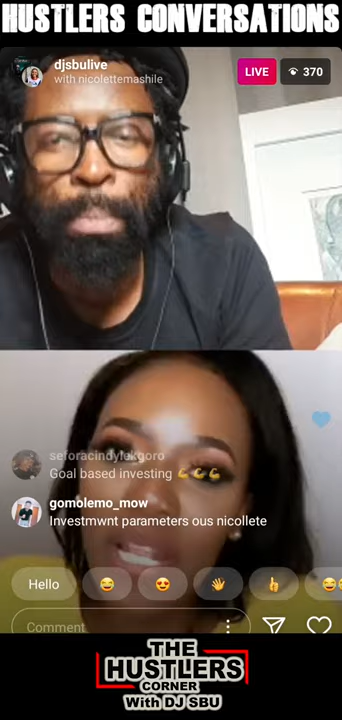 HUSTLERS CONVERSATIONS
djsbulive
with nicolettemashile
LIVE
370
seforacindylekgoro
Goal based investing 💪💪💪
gomolemo_mow
Investmwnt parameters ous nicollete
Hello
Comment
THE
HUSTLERS
CORNER
With DJ SBU